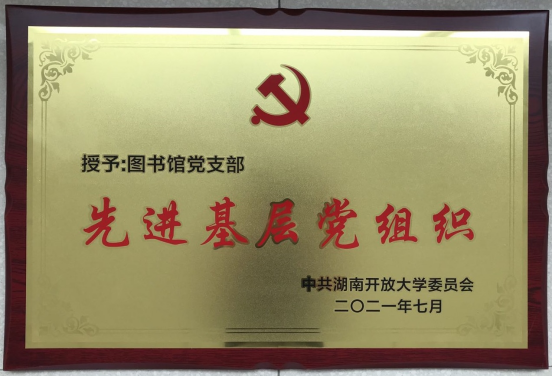 授予:图书馆党支部
先进基层党组织
中共湖南开放大学委员会
二〇二一年七月